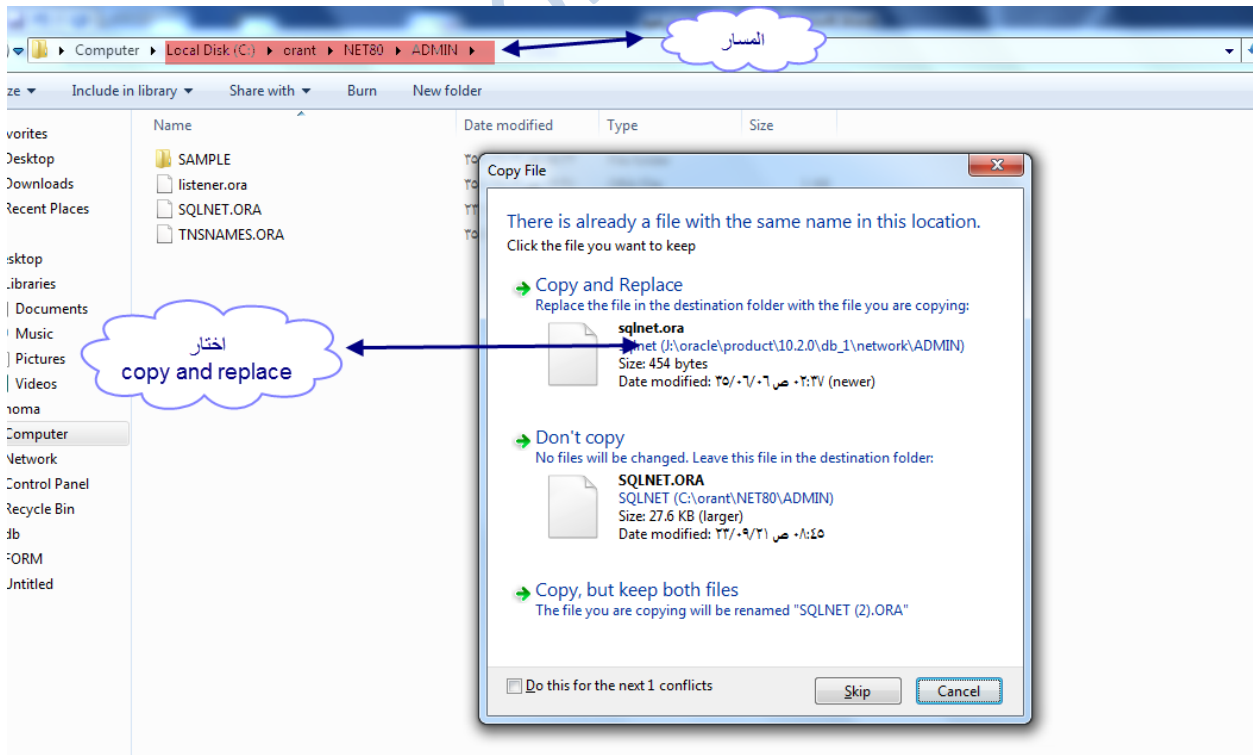 المسار
Computer ▸ Local Disk (C:) ▸ orant ▸ NET80 ▸ ADMIN ▸
ze Include in library Share with Burn New folder
Name Date modified Type Size
vorites
Desktop
Downloads
Recent Places
esktop
Libraries
Documents
Music
Pictures
Videos
homa
Computer
Network
Control Panel
Recycle Bin
db
FORM
Untitled
SAMPLE
listener.ora
SQLNET.ORA
TNSNAMES.ORA
اختار
copy and replace
Copy File
There is already a file with the same name in this location.
Click the file you want to keep
Copy and Replace
Replace the file in the destination folder with the file you are copying:
sqlnet.ora
sqlnet (J:\oracle\product\10.2.0\db_1\network\ADMIN)
Size: 454 bytes
Date modified: ٣٥/٠٦/٠٦ ٠٢:٣٧ ص (newer)
Don't copy
No files will be changed. Leave this file in the destination folder:
SQLNET.ORA
SQLNET (C:\orant\NET80\ADMIN)
Size: 27.6 KB (larger)
Date modified: ٢٣/٠٩/٢١ ٠٨:٤٥ ص
Copy, but keep both files
The file you are copying will be renamed "SQLNET (2).ORA"
Do this for the next 1 conflicts
Skip Cancel